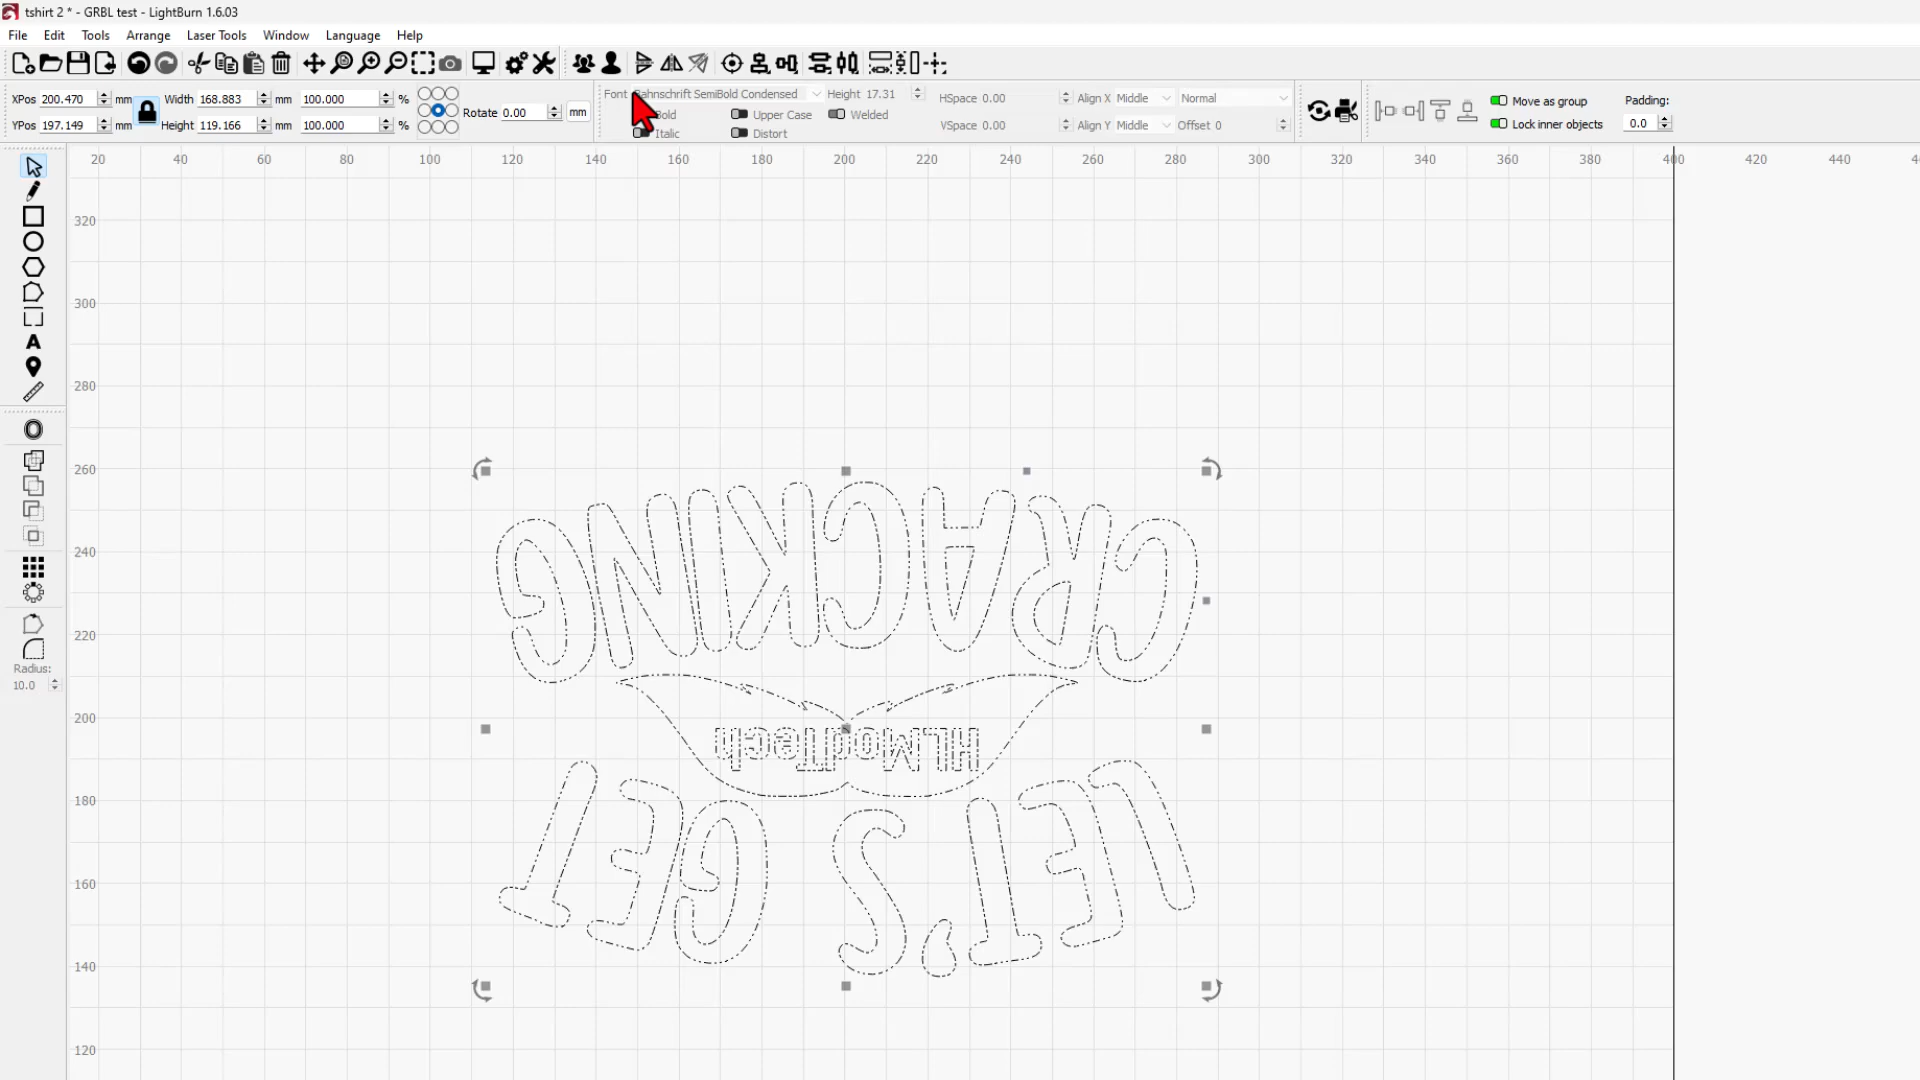 tshirt 2 * - GRBL test - LightBurn 1.6.03
File Edit Tools Arrange Laser Tools Window Language Help
XPos 200.470 mm Width 168.883 mm 100.000 % Rotate 0.00 mm Font Bahnschrift SemiBold Condensed Height 17.31 HSpace 0.00 Align X Middle Normal Move as group Padding:
Bold Upper Case Welded
YPos 197.149 mm Height 119.166 mm 100.000 % Italic Distort VSpace 0.00 Align Y Middle Offset 0 Lock inner objects 0.0
20 40 60 80 100 120 140 160 180 200 220 240 260 280 300 320 340 360 380 400 420 440
320
300
280
260
240
220
200
180
160
140
120
Radius:
10.0
CRACKING
HLModTech
LET'S GET